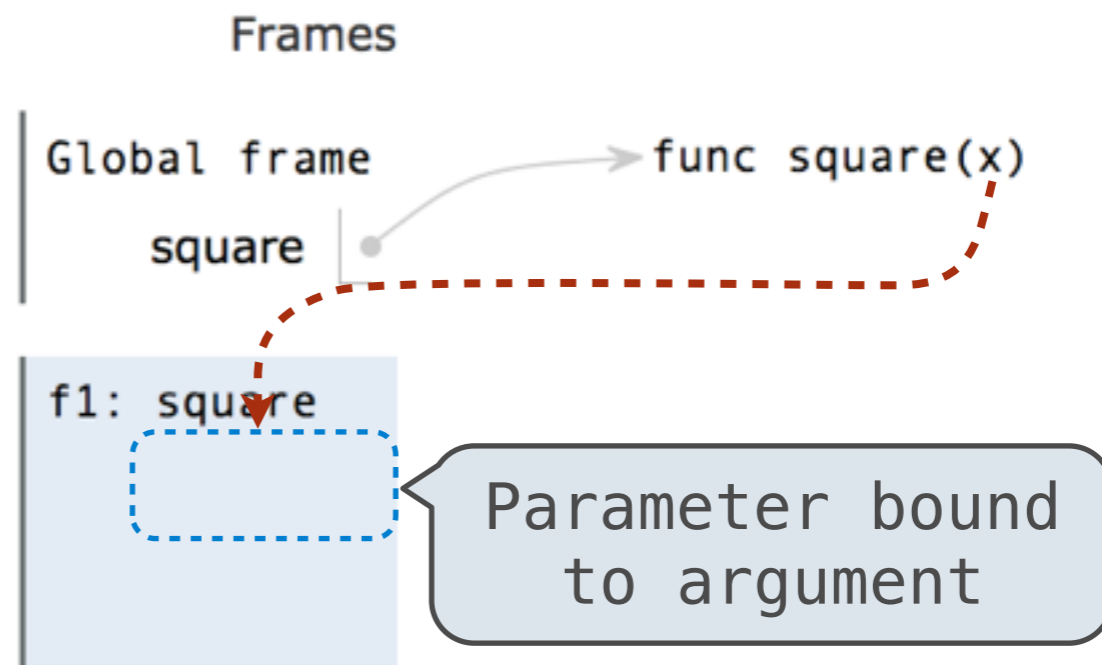 Frames
Global frame
func square(x)
square
f1: square
Parameter bound
to argument